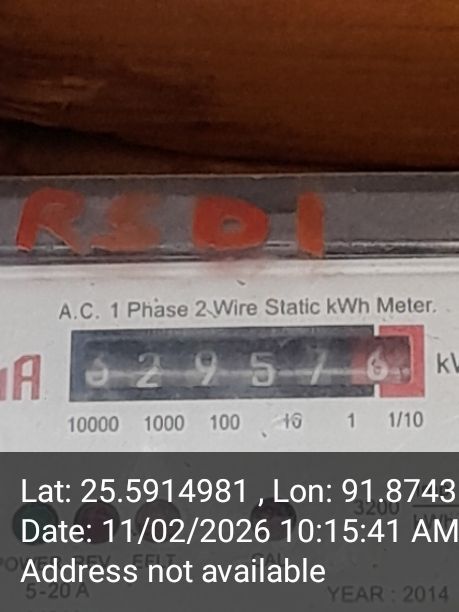 RSD1
A.C. 1 Phase 2 Wire Static kWh Meter.
2 9 5 7 6
10000 1000 100 10 1 1/10
Lat: 25.5914981 , Lon: 91.8743
3200
Date: 11/02/2026 10:15:41 AM
Address not available
5-20 A
YEAR : 2014